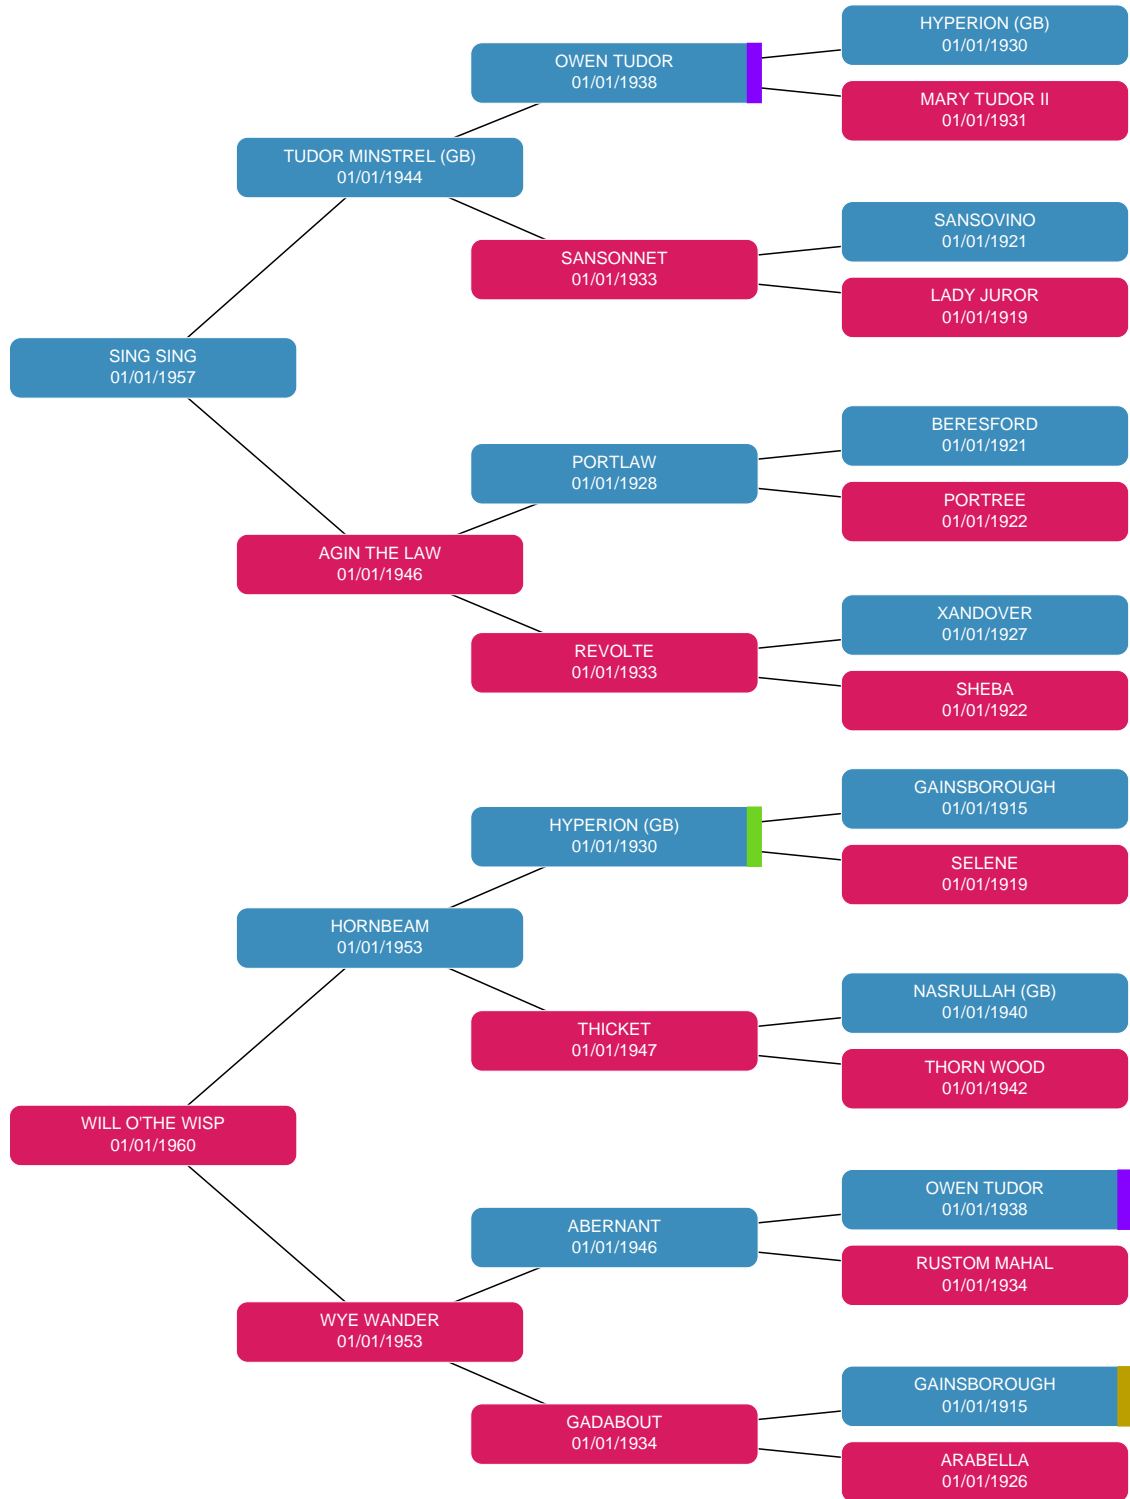 HYPERION (GB)
01/01/1930
OWEN TUDOR
01/01/1938
MARY TUDOR II
01/01/1931
TUDOR MINSTREL (GB)
01/01/1944
SANSOVINO
01/01/1921
SANSONNET
01/01/1933
LADY JUROR
01/01/1919
SING SING
01/01/1957
BERESFORD
01/01/1921
PORTLAW
01/01/1928
PORTREE
01/01/1922
AGIN THE LAW
01/01/1946
XANDOVER
01/01/1927
REVOLTE
01/01/1933
SHEBA
01/01/1922
GAINSBOROUGH
01/01/1915
HYPERION (GB)
01/01/1930
SELENE
01/01/1919
HORNBEAM
01/01/1953
NASRULLAH (GB)
01/01/1940
THICKET
01/01/1947
THORN WOOD
01/01/1942
WILL O'THE WISP
01/01/1960
OWEN TUDOR
01/01/1938
ABERNANT
01/01/1946
RUSTOM MAHAL
01/01/1934
WYE WANDER
01/01/1953
GAINSBOROUGH
01/01/1915
GADABOUT
01/01/1934
ARABELLA
01/01/1926